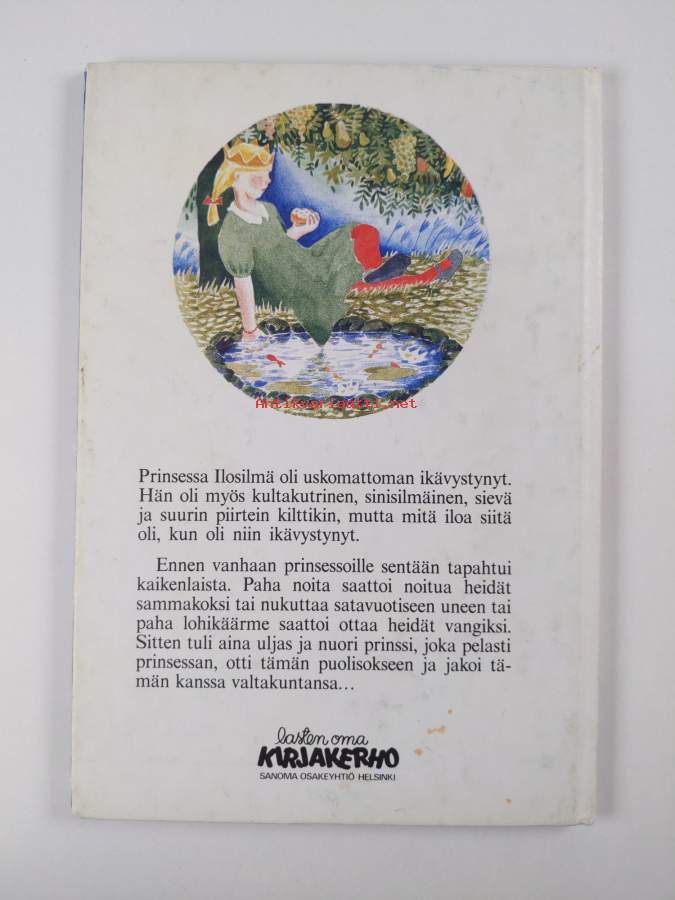 Antikvariaatti.net
Prinsessa Ilosilmä oli uskomattoman ikävystynyt.
Hän oli myös kultakutrinen, sinisilmäinen, sievä
ja suurin piirtein kilttikin, mutta mitä iloa siitä
oli, kun oli niin ikävystynyt.
Ennen vanhaan prinsessoille sentään tapahtui
kaikenlaista. Paha noita saattoi noitua heidät
sammakoksi tai nukuttaa satavuotiseen uneen tai
paha lohikäärme saattoi ottaa heidät vangiksi.
Sitten tuli aina uljas ja nuori prinssi, joka pelasti
prinsessan, otti tämän puolisokseen ja jakoi tä-
män kanssa valtakuntansa...
lasten oma
KIRJAKERHO
SANOMA OSAKEYHTIÖ HELSINKI